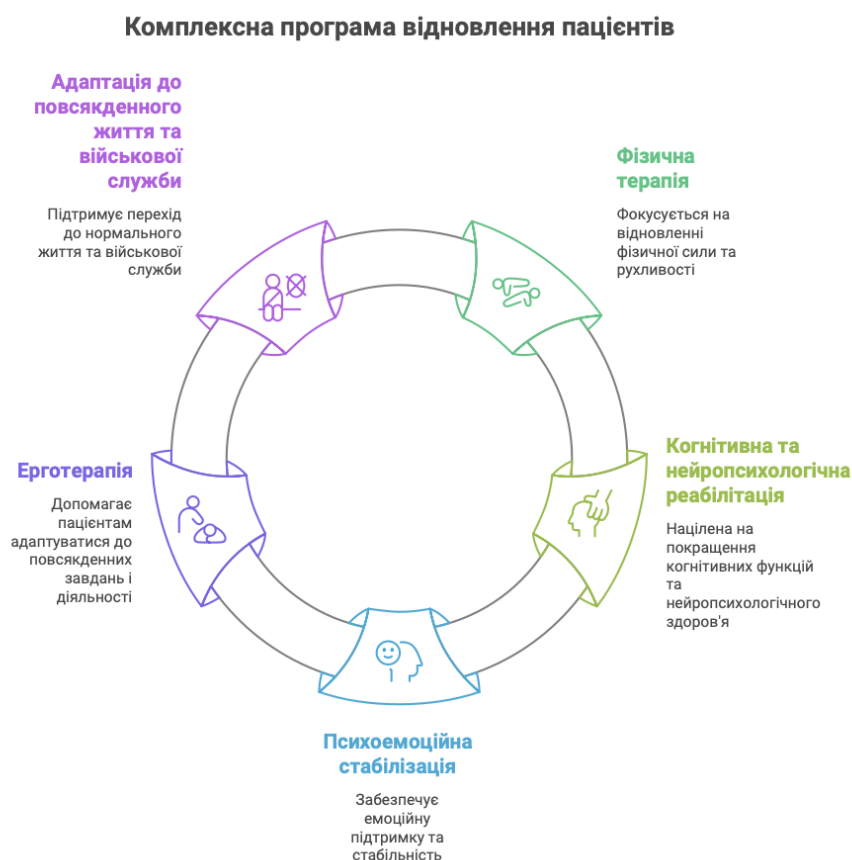 Комплексна програма відновлення пацієнтів
Адаптація до
повсякденного
життя та
військової
служби
Підтримує перехід
до нормального
життя та військової
служби
Фізична
терапія
Фокусується на
відновленні
фізичної сили та
рухливості
Когнітивна та
нейропсихологічна
реабілітація
Націлена на
покращення
когнітивних функцій
та
нейропсихологічного
здоров'я
Ерготерапія
Допомагає
пацієнтам
адаптуватися до
повсякденних
завдань і
діяльності
Психоемоційна
стабілізація
Забезпечує
емоційну
підтримку та
стабільність